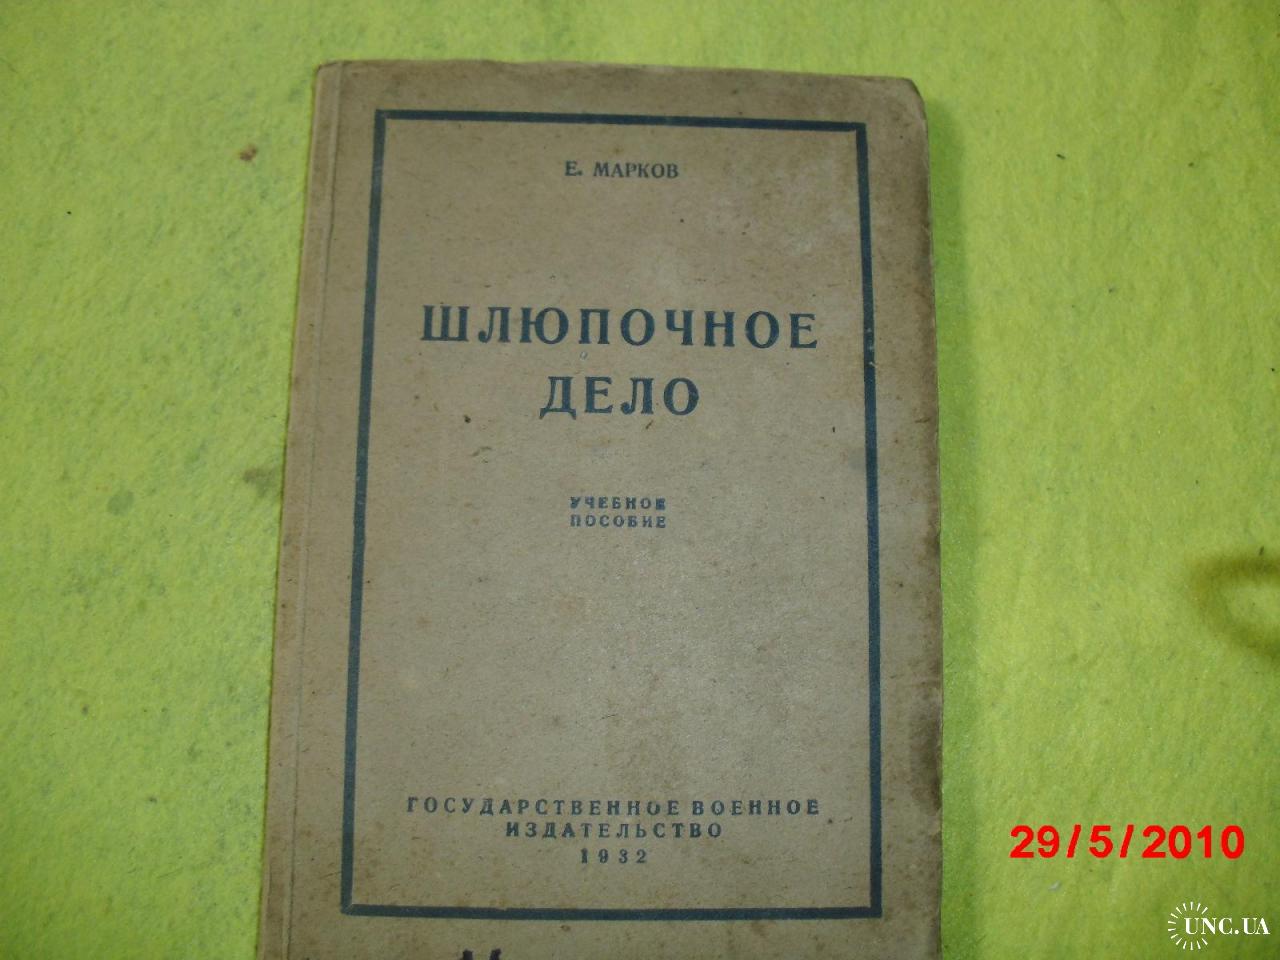 Е. МАРКОВ
ШЛЮПОЧНОЕ
ДЕЛО
УЧЕБНОЕ
ПОСОБИЕ
ГОСУДАРСТВЕННОЕ ВОЕННОЕ
ИЗДАТЕЛЬСТВО
1932
29/5/2010
UNC.UA